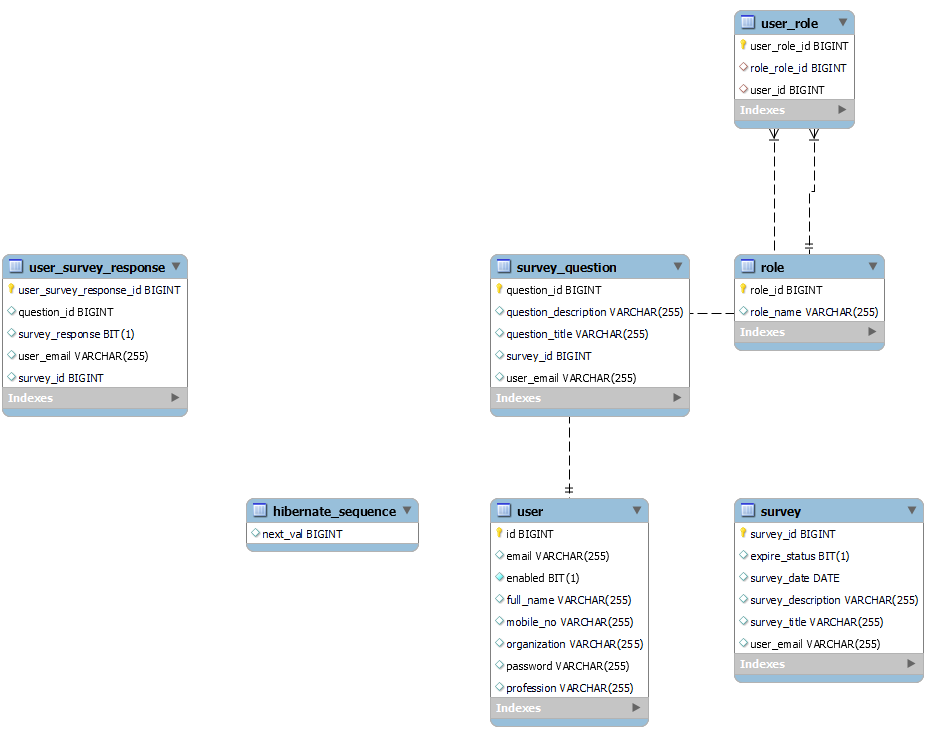 user_role
user_role_id BIGINT
role_role_id BIGINT
user_id BIGINT
Indexes
user_survey_response
user_survey_response_id BIGINT
question_id BIGINT
survey_response BIT(1)
user_email VARCHAR(255)
survey_id BIGINT
Indexes
survey_question
question_id BIGINT
question_description VARCHAR(255)
question_title VARCHAR(255)
survey_id BIGINT
user_email VARCHAR(255)
Indexes
role
role_id BIGINT
role_name VARCHAR(255)
Indexes
hibernate_sequence
next_val BIGINT
user
id BIGINT
email VARCHAR(255)
enabled BIT(1)
full_name VARCHAR(255)
mobile_no VARCHAR(255)
organization VARCHAR(255)
password VARCHAR(255)
profession VARCHAR(255)
Indexes
survey
survey_id BIGINT
expire_status BIT(1)
survey_date DATE
survey_description VARCHAR(255)
survey_title VARCHAR(255)
user_email VARCHAR(255)
Indexes